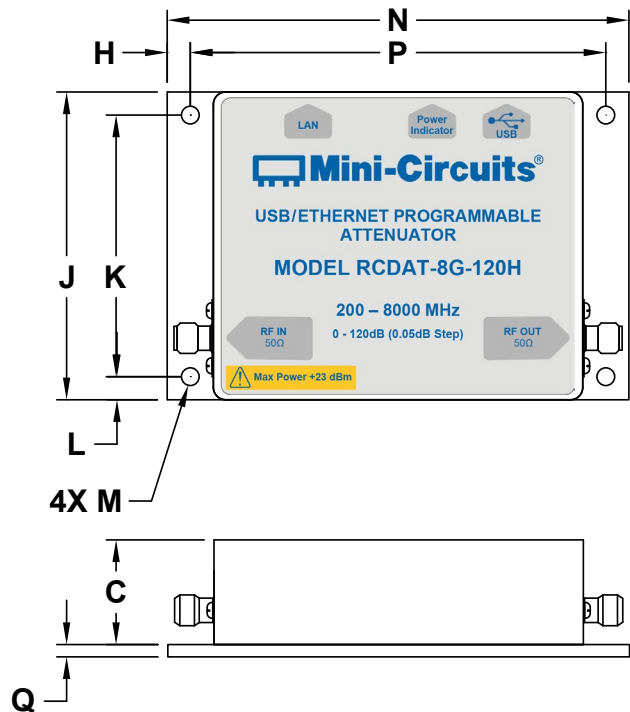 N
H
P
LAN
Power
Indicator
USB
Mini-Circuits®
USB/ETHERNET PROGRAMMABLE
ATTENUATOR
MODEL RCDAT-8G-120H
J
K
200 – 8000 MHz
RF IN
50Ω
0 - 120dB (0.05dB Step)
RF OUT
50Ω
Max Power +23 dBm
L
4X M
C
Q